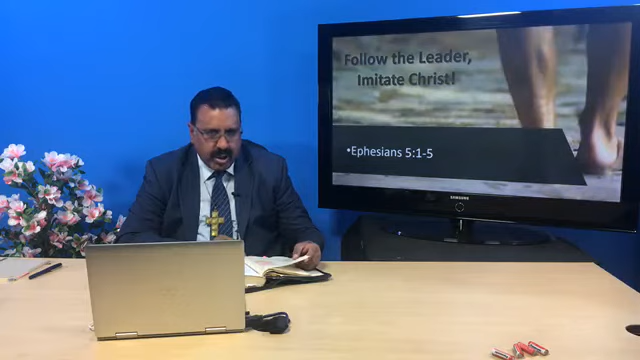 Follow the Leader,
Imitate Christ!
•Ephesians 5:1-5
SAMSUNG